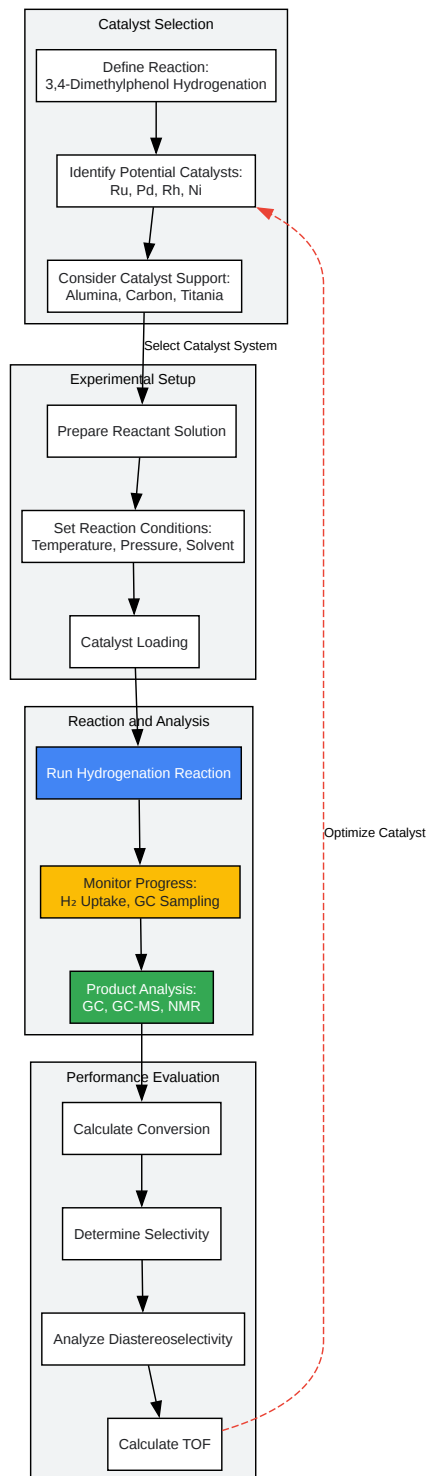 Catalyst Selection
Define Reaction:
3,4-Dimethylphenol Hydrogenation
Identify Potential Catalysts:
Ru, Pd, Rh, Ni
Consider Catalyst Support:
Alumina, Carbon, Titania
Select Catalyst System
Experimental Setup
Prepare Reactant Solution
Set Reaction Conditions:
Temperature, Pressure, Solvent
Catalyst Loading
Reaction and Analysis
Run Hydrogenation Reaction
Optimize Catalyst
Monitor Progress:
H₂ Uptake, GC Sampling
Product Analysis:
GC, GC-MS, NMR
Performance Evaluation
Calculate Conversion
Determine Selectivity
Analyze Diastereoselectivity
Calculate TOF